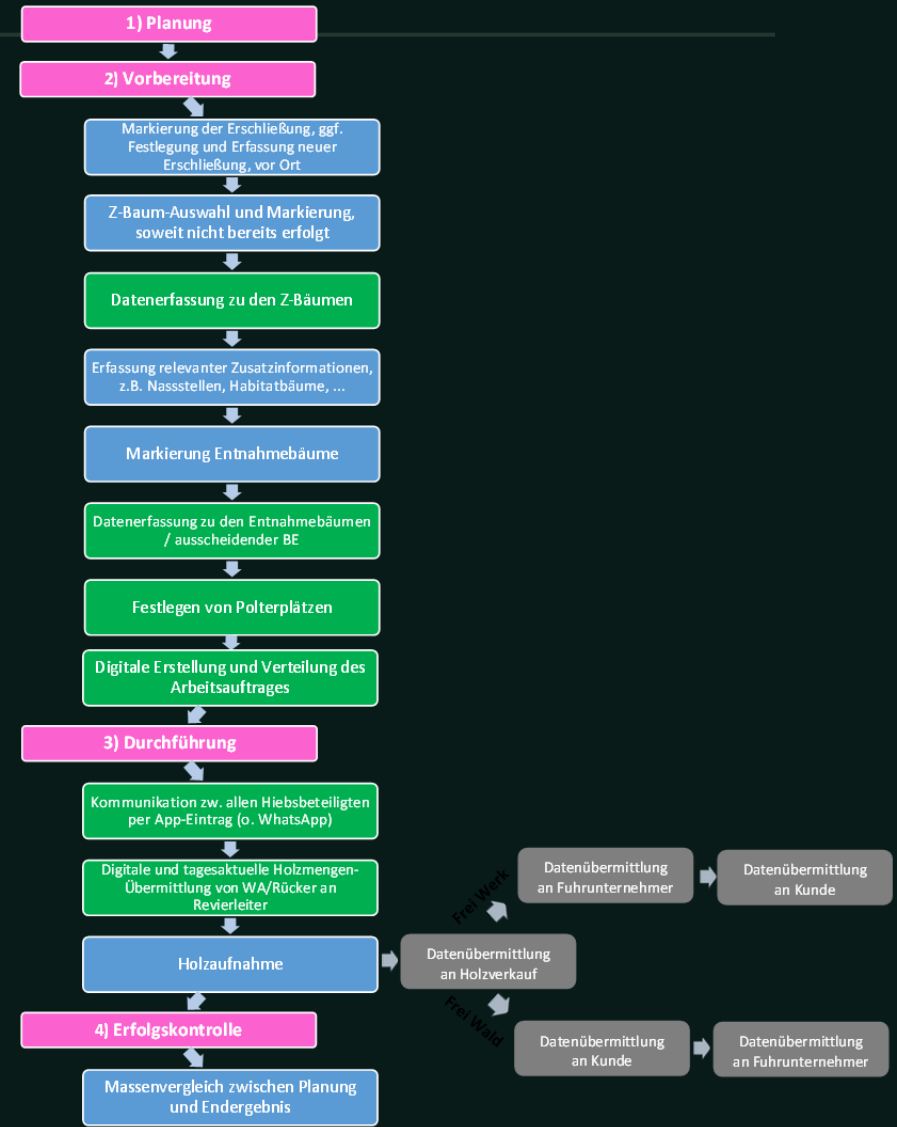 1) Planung
2) Vorbereitung
Markierung der Erschließung, ggf.
Festlegung und Erfassung neuer
Erschließung, vor Ort
Z-Baum-Auswahl und Markierung,
soweit nicht bereits erfolgt
Datenerfassung zu den Z-Bäumen
Erfassung relevanter Zusatzinformationen,
z.B. Nassstellen, Habitatbäume, ...
Markierung Entnahmebäume
Datenerfassung zu den Entnahmebäumen
/ ausscheidender BE
Festlegen von Polterplätzen
Digitale Erstellung und Verteilung des
Arbeitsauftrages
3) Durchführung
Kommunikation zw. allen Hiebsbeteiligten
per App-Eintrag (o. WhatsApp)
Digitale und tagesaktuelle Holzmengen-
Übermittlung von WA/Rücker an
Revierleiter
Holzaufnahme
Datenübermittlung
an Holzverkauf
Frei Werk
Datenübermittlung
an Fuhrunternehmer
Datenübermittlung
an Kunde
Frei Wald
Datenübermittlung
an Kunde
Datenübermittlung
an Fuhrunternehmer
4) Erfolgskontrolle
Massenvergleich zwischen Planung
und Endergebnis